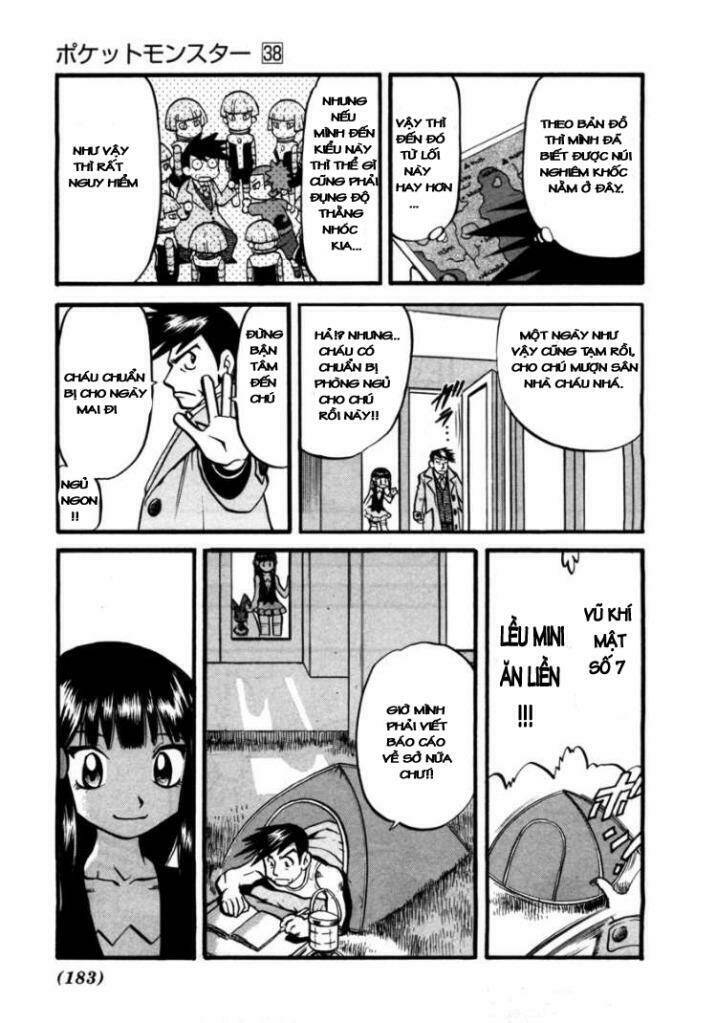 ポケットモンスター 38
THEO BẢN ĐỒ
THÌ MÌNH ĐÃ
BIẾT ĐƯỢC NÚI
NGHIÊM KHỐC
NẰM Ở ĐÂY.
VẬY THÌ
ĐẾN ĐÓ
TỪ LỐI
NÀY
HAY HƠN
...
NHƯNG
NẾU
MÌNH ĐẾN
KIỂU NÀY
THÌ THỂ GÌ
CŨNG PHẢI
ĐỤNG ĐỘ
THẰNG
NHÓC
KIA...
NHƯ VẬY
THÌ RẤT
NGUY HIỂM
MỘT NGÀY NHƯ
VẬY CŨNG TẠM RỒI,
CHO CHÚ MƯỢN SÂN
NHÀ CHÁU NHÁ.
HẢ!? NHƯNG..
CHÁU CÓ
CHUẨN BỊ
PHÒNG NGỦ
CHO CHÚ
RỒI NÀY!!
ĐỪNG
BẬN
TÂM
ĐẾN
CHÚ
CHÁU CHUẨN
BỊ CHO NGÀY
MAI ĐI
NGỦ
NGON
!!
VŨ KHÍ
MẬT
SỐ 7
LỀU MINI
ĂN LIỀN
!!!
GIỜ MÌNH
PHẢI VIẾT
BÁO CÁO
VỀ SỞ NỮA
CHỨ!!
(183)